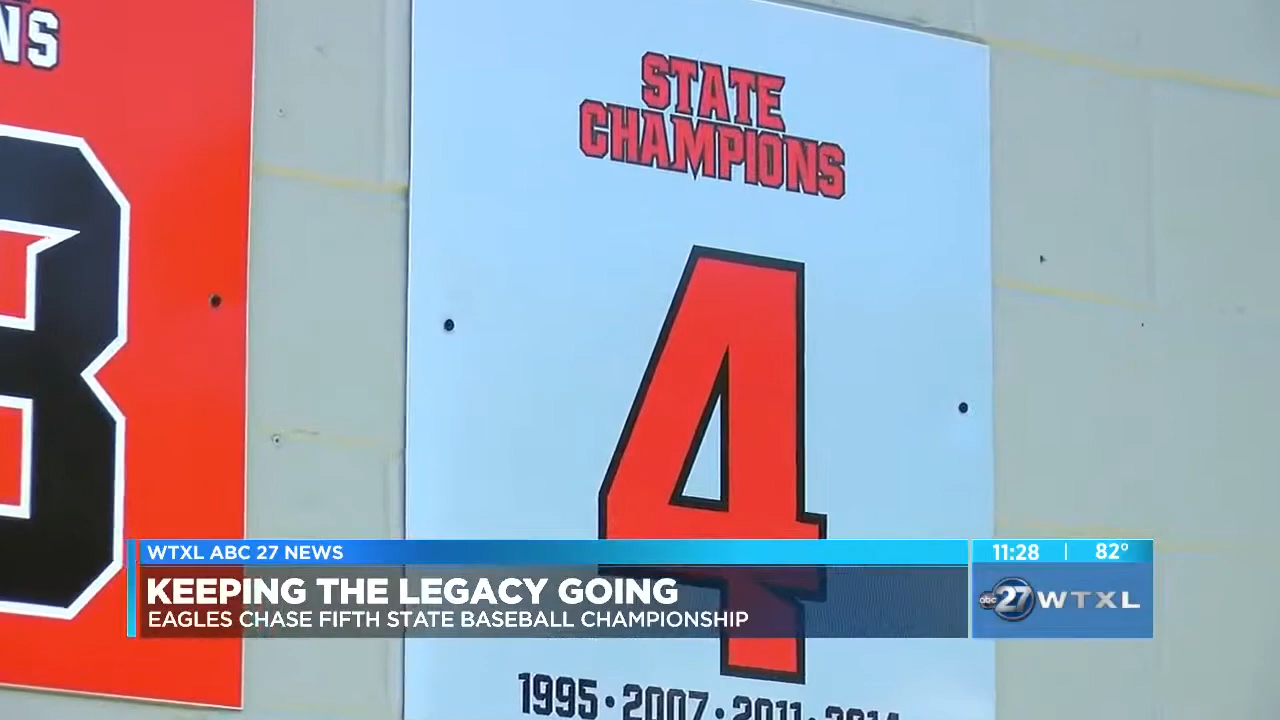 NS
STATE
CHAMPIONS
4
WTXL ABC 27 NEWS
11:28 | 82°
KEEPING THE LEGACY GOING
EAGLES CHASE FIFTH STATE BASEBALL CHAMPIONSHIP
abc 27 WTXL
1995 • 2007 • 2011 • 2014